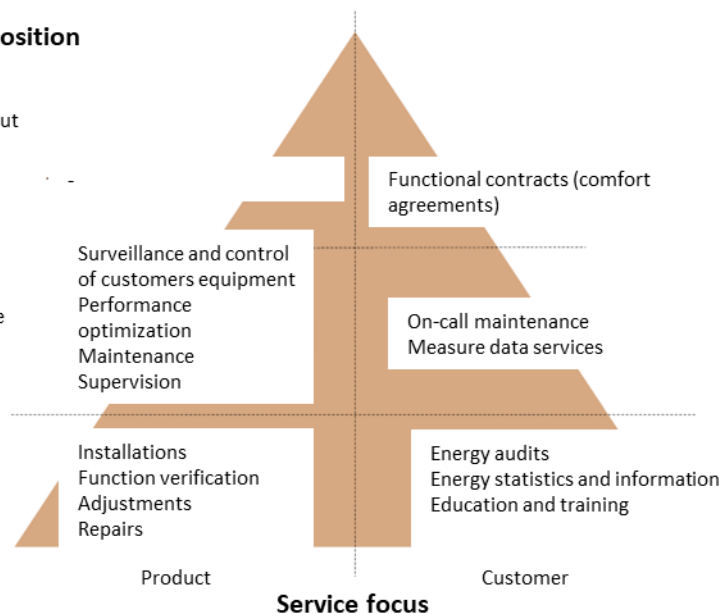 osition
ut
Functional contracts (comfort
agreements)
Surveillance and control
of customers equipment
Performance
optimization
Maintenance
Supervision
e
On-call maintenance
Measure data services
Installations
Function verification
Adjustments
Repairs
Energy audits
Energy statistics and information
Education and training
Product
Customer
Service focus